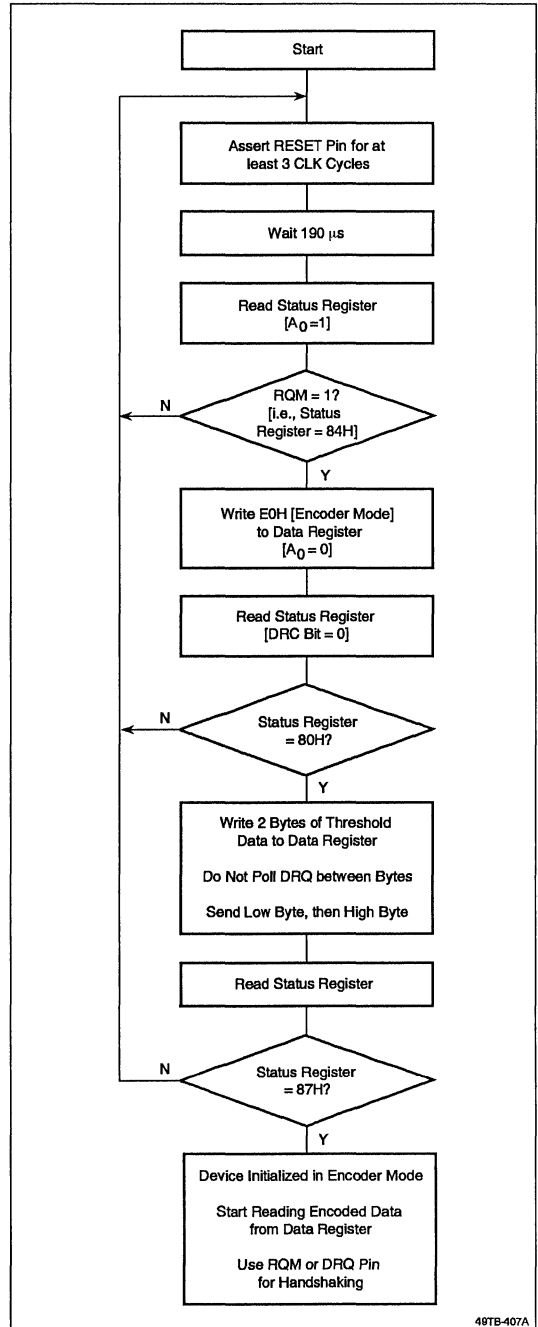 Start
Assert RESET Pin for at
least 3 CLK Cycles
Wait 190 μs
Read Status Register
[A0 =1]
RQM = 1?
[i.e., Status
Register = 84H]
N
Y
Write E0H [Encoder Mode]
to Data Register
[A0 = 0]
Read Status Register
[DRC Bit = 0]
Status Register
= 80H?
N
Y
Write 2 Bytes of Threshold
Data to Data Register
Do Not Poll DRQ between Bytes
Send Low Byte, then High Byte
Read Status Register
Status Register
= 87H?
N
Y
Device Initialized in Encoder Mode
Start Reading Encoded Data
from Data Register
Use RQM or DRQ Pin
for Handshaking
49TB-407A